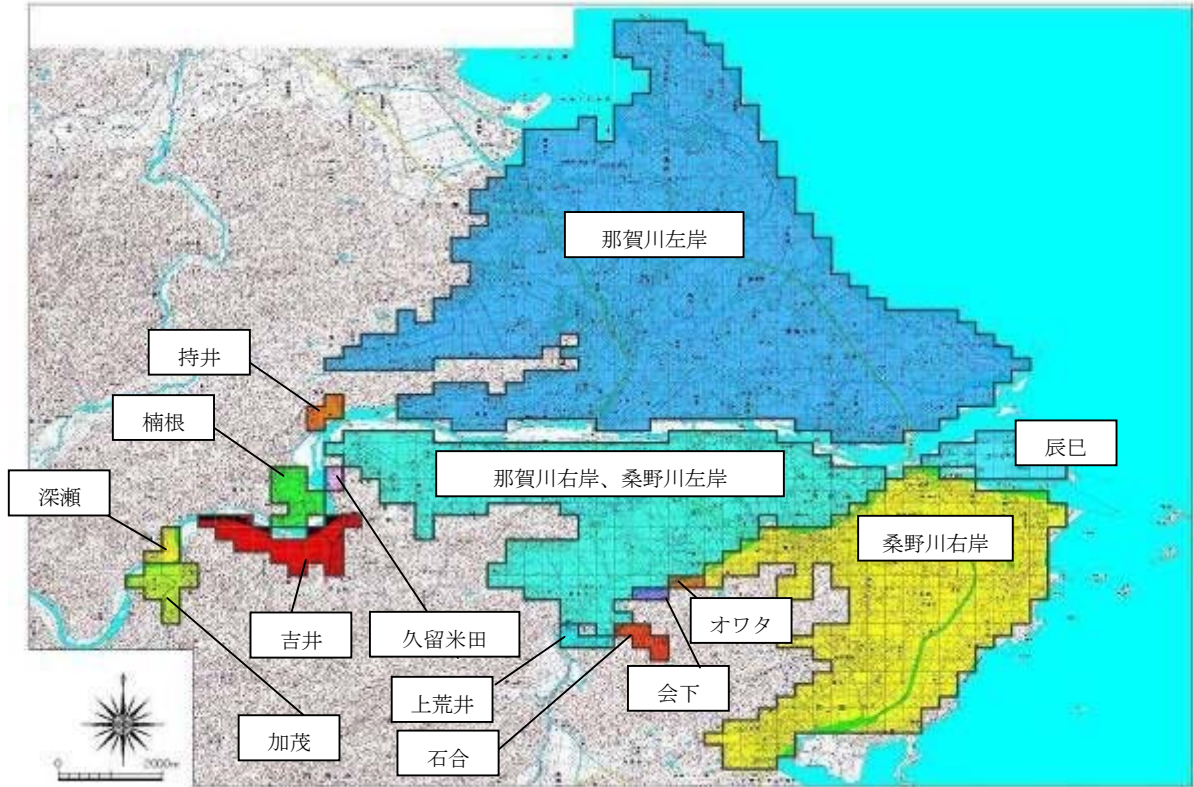 那賀川左岸
持井
楠根
辰巳
那賀川右岸、桑野川左岸
深瀬
桑野川右岸
吉井
久留米田
オワタ
上荒井
会下
加茂
石合
0 2000m